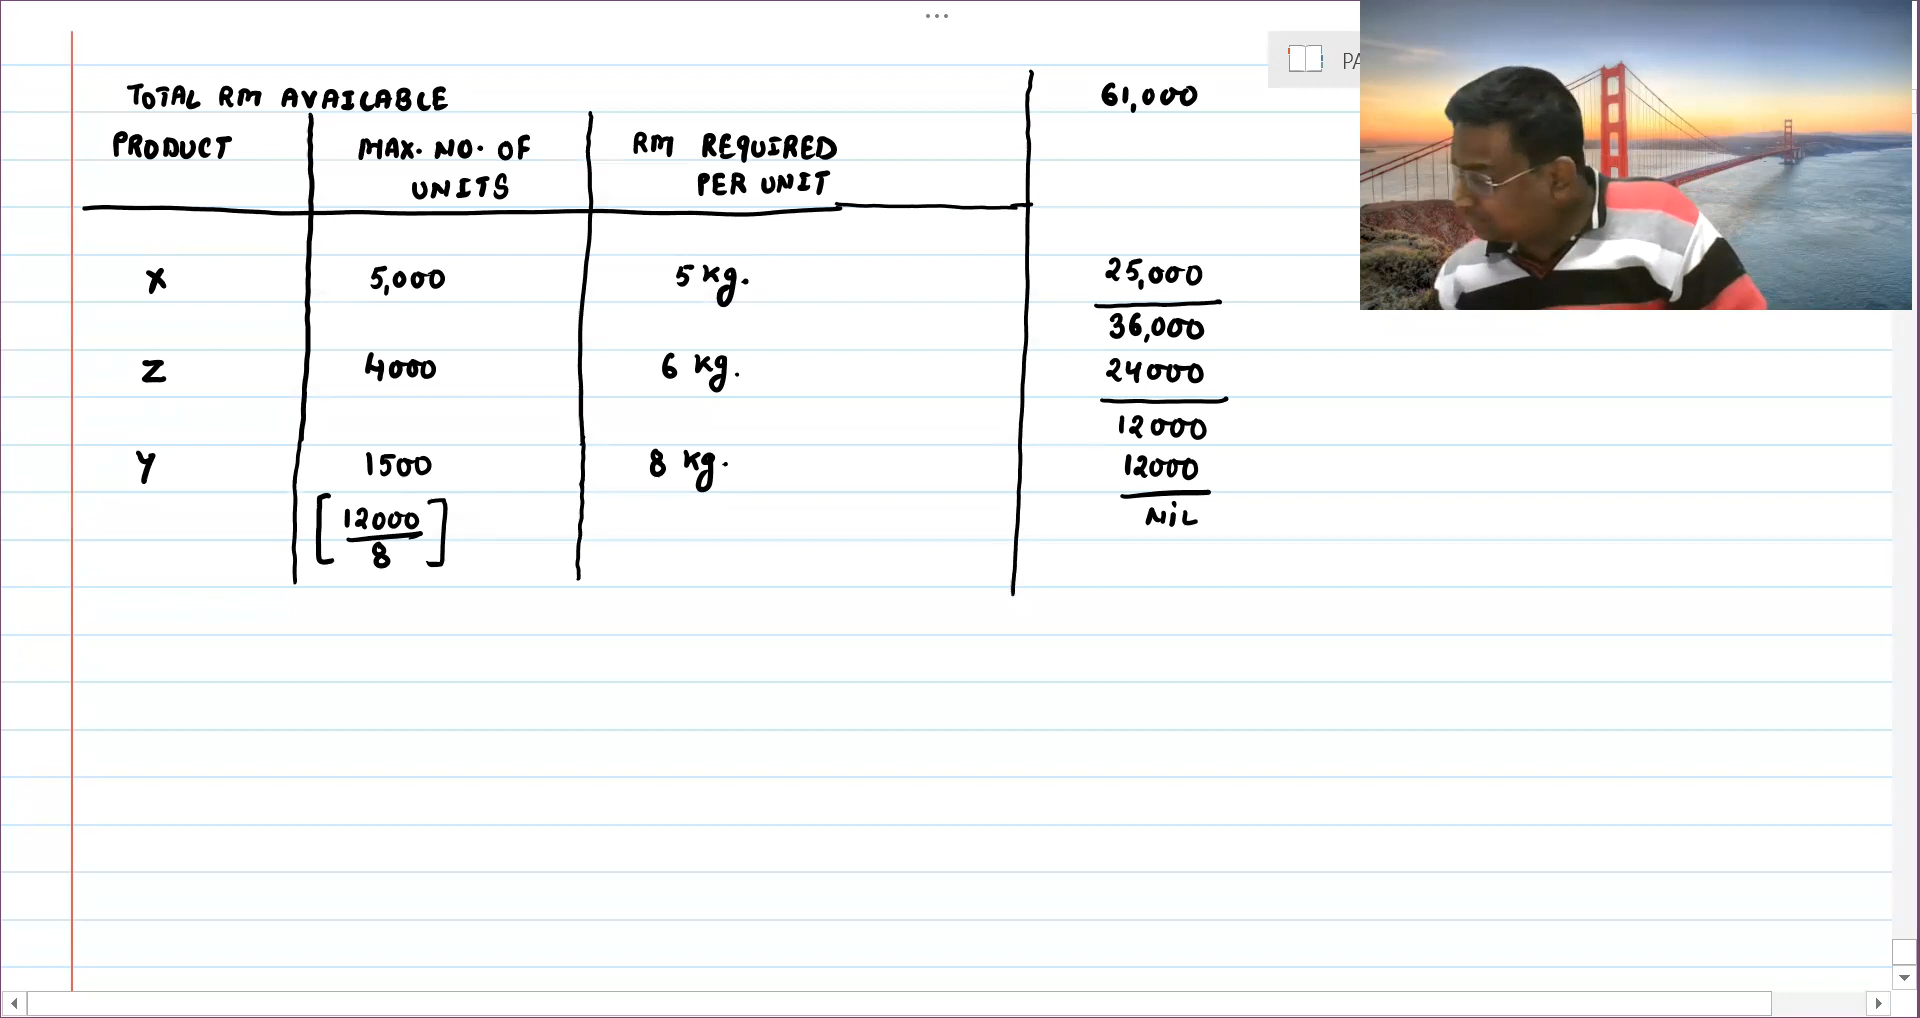 TOTAL RM AVAILABLE 61,000
PA
PRODUCT MAX. NO. OF RM REQUIRED
UNITS PER UNIT
X 5,000 5 kg. 25,000
36,000
Z 4000 6 kg. 24000
12000
Y 1500 8 kg. 12000
[12000/8] NiL